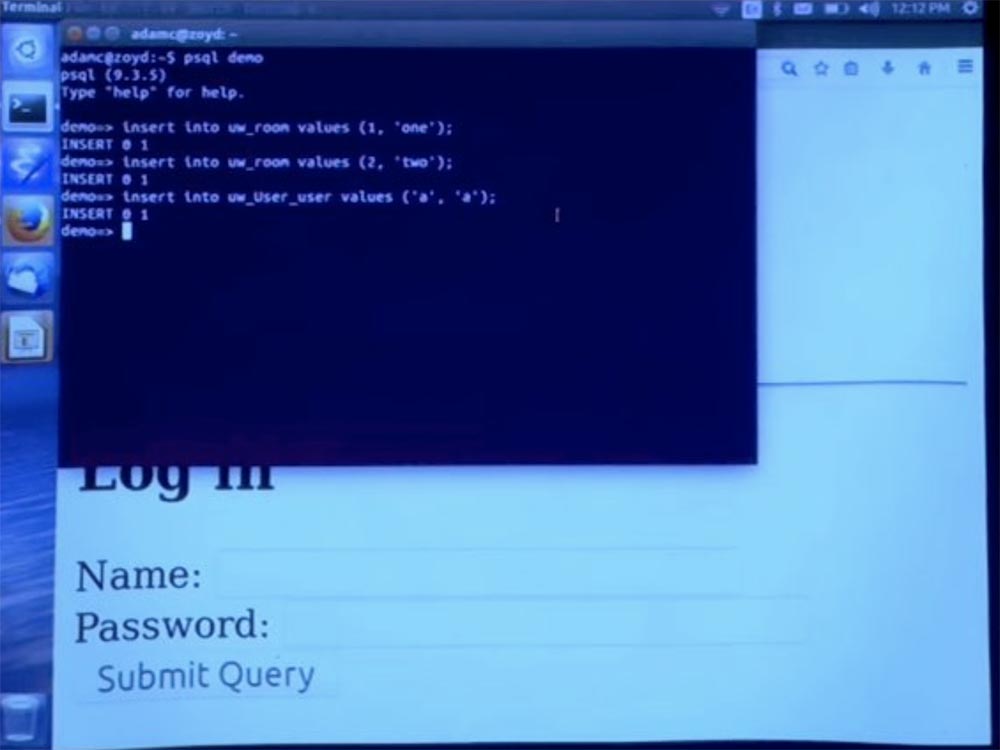 Terminal
12:12 PM
adamc@zoyd: ~
adamc@zoyd:~$ psql demo
psql (9.3.5)
Type "help" for help.
demo=> insert into uw_room values (1, 'one');
INSERT 0 1
demo=> insert into uw_room values (2, 'two');
INSERT 0 1
demo=> insert into uw_User_user values ('a', 'a');
INSERT 0 1
demo=>
Log in
Name:
Password:
Submit Query